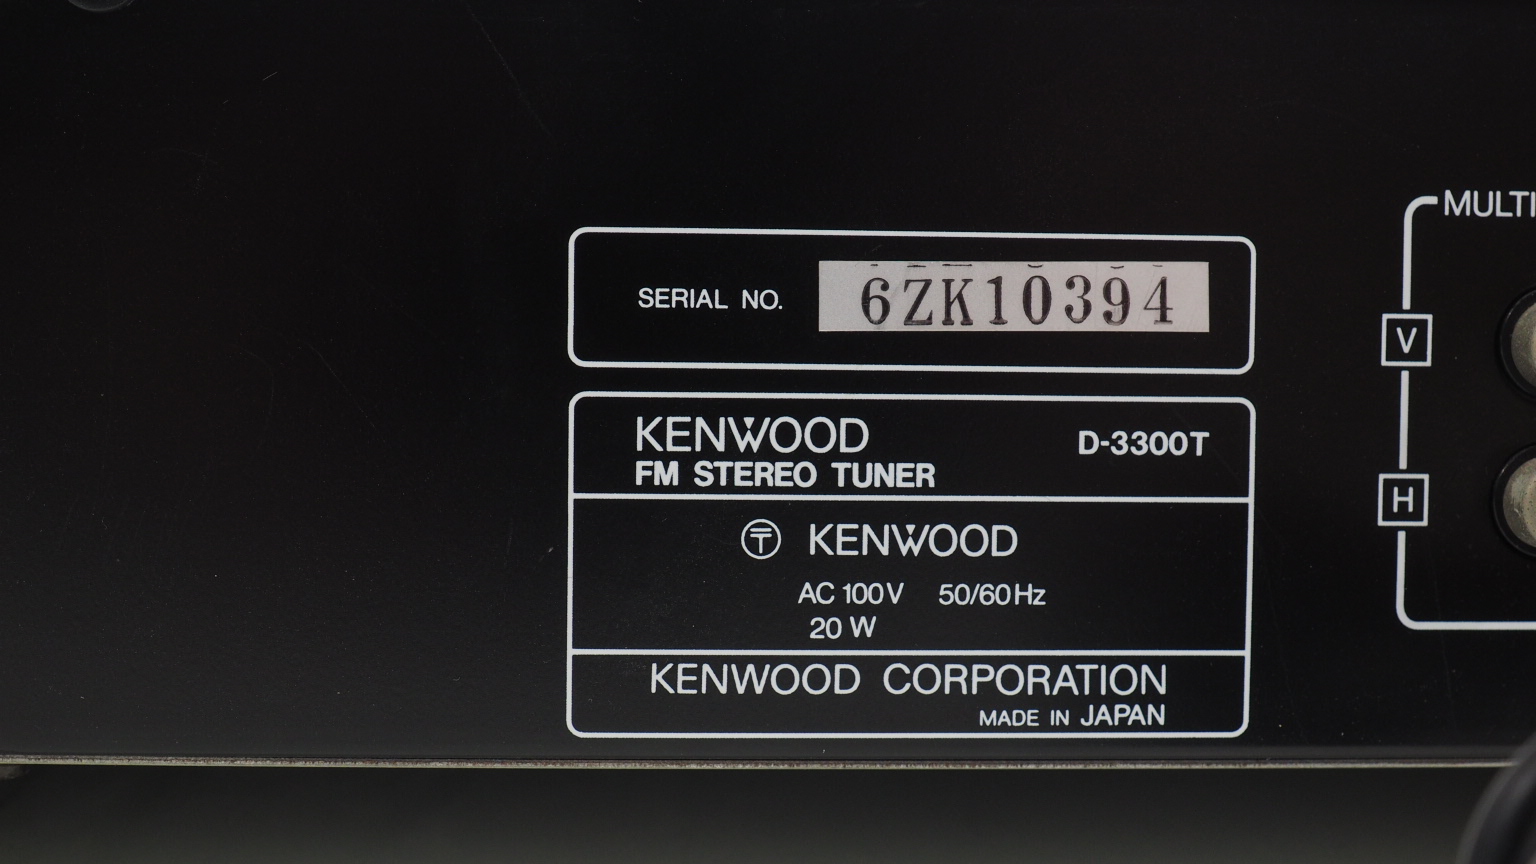 SERIAL NO. 6ZK10394
KENWOOD D-3300T
FM STEREO TUNER
〒 KENWOOD
AC 100V 50/60Hz
20 W
KENWOOD CORPORATION
MADE IN JAPAN
MULTI
V
H